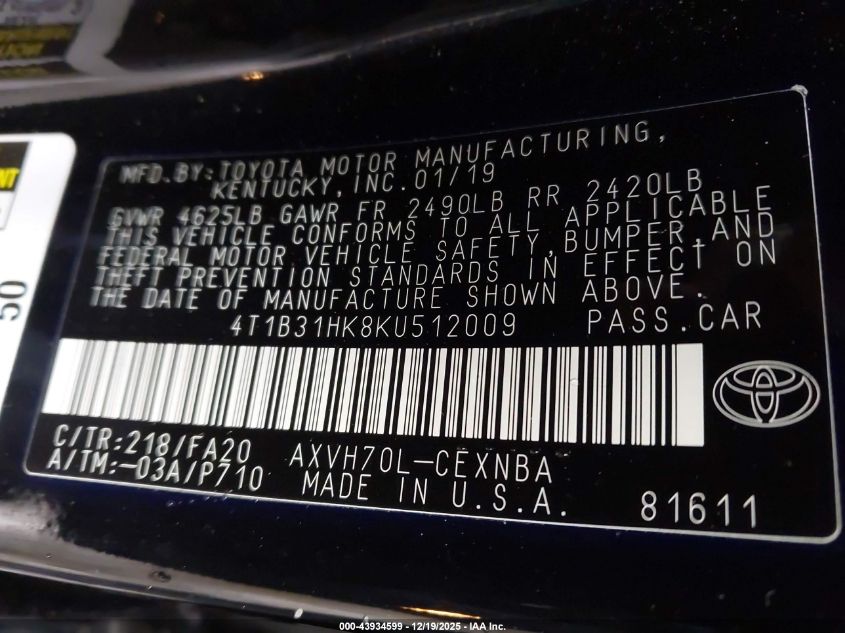 MFD.BY:TOYOTA MOTOR MANUFACTURING,
KENTUCKY,INC.01/19
GVWR 4625LB GAWR FR 2490LB RR 2420LB
THIS VEHICLE CONFORMS TO ALL APPLICABLE
FEDERAL MOTOR VEHICLE SAFETY,BUMPER,AND
THEFT PREVENTION STANDARDS IN EFFECT ON
THE DATE OF MANUFACTURE SHOWN ABOVE.
4T1B31HK8KU512009 PASS.CAR
C/TR:218/FA20 AXVH70L-CEXNBA
A/TM:-03A/P710 MADE IN U.S.A. 81611
50
000-43934599 - 12/19/2025 - IAA Inc.